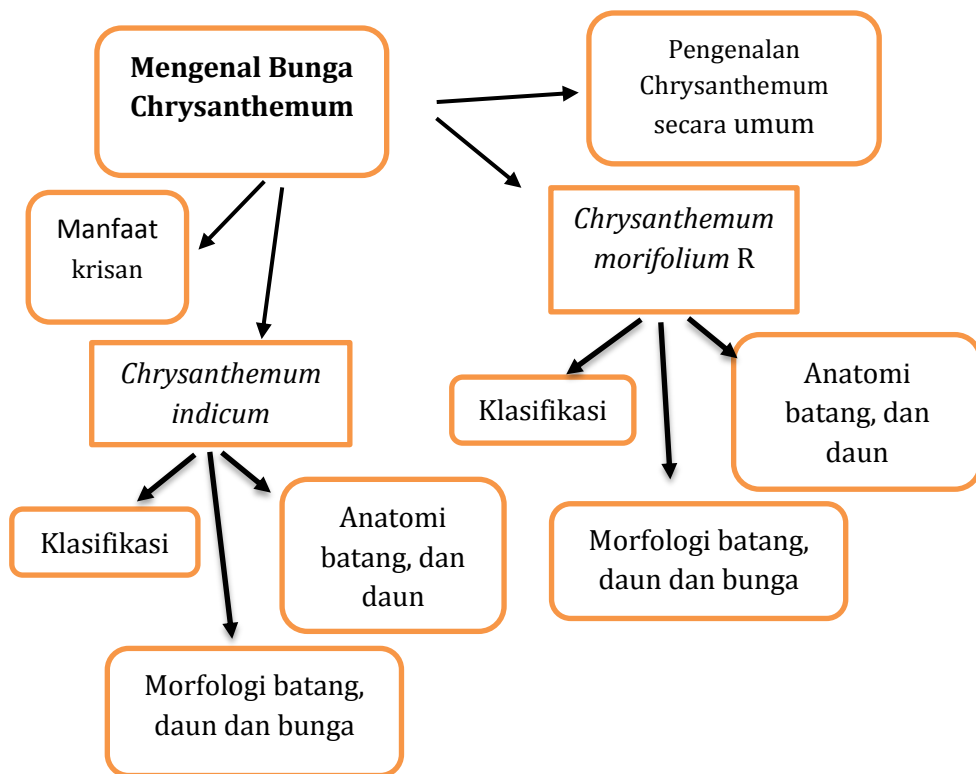 Mengenal Bunga
Chrysanthemum
Pengenalan
Chrysanthemum
secara umum
Manfaat
krisan
Chrysanthemum
morifolium R
Chrysanthemum
indicum
Klasifikasi
Anatomi
batang, dan
daun
Morfologi batang,
daun dan bunga
Klasifikasi
Anatomi
batang, dan
daun
Morfologi batang,
daun dan bunga